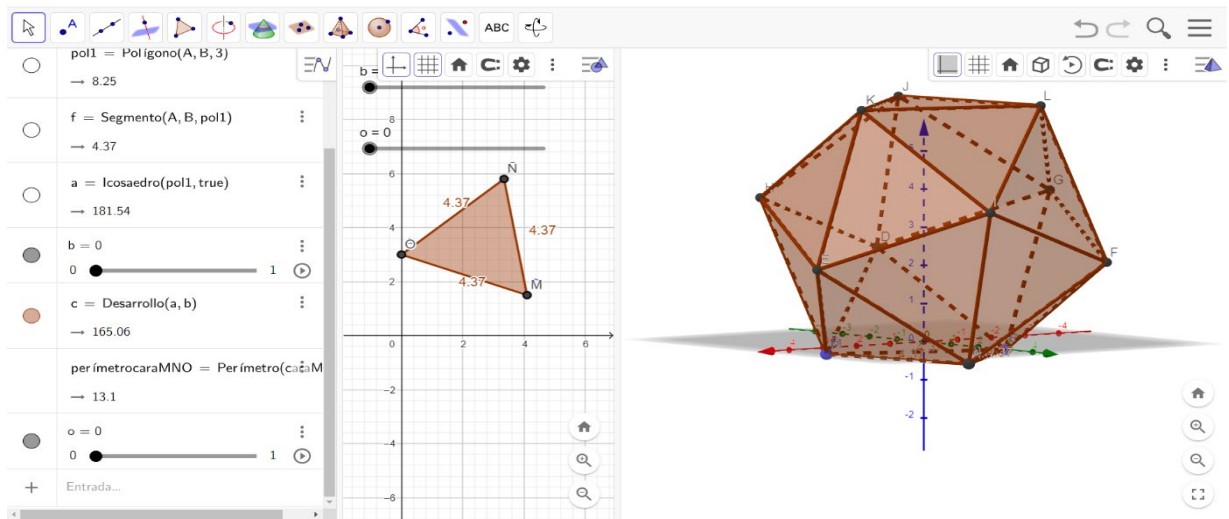 ABC
pol1 = Polígono(A, B, 3)
→ 8.25
f = Segmento(A, B, pol1)
→ 4.37
a = Icosaedro(pol1, true)
→ 181.54
b = 0
0
1
c = Desarrollo(a, b)
→ 165.06
perímetrocaraMNO = Perímetro(caraM
→ 13.1
o = 0
0
1
Entrada...
b =
o = 0
8
6
4
2
0
2
4
6
−2
−4
−6
Ñ
O
M
4.37
4.37
4.37
J
K
L
H
G
D
E
F
4
3
2
1
0
-1
-2